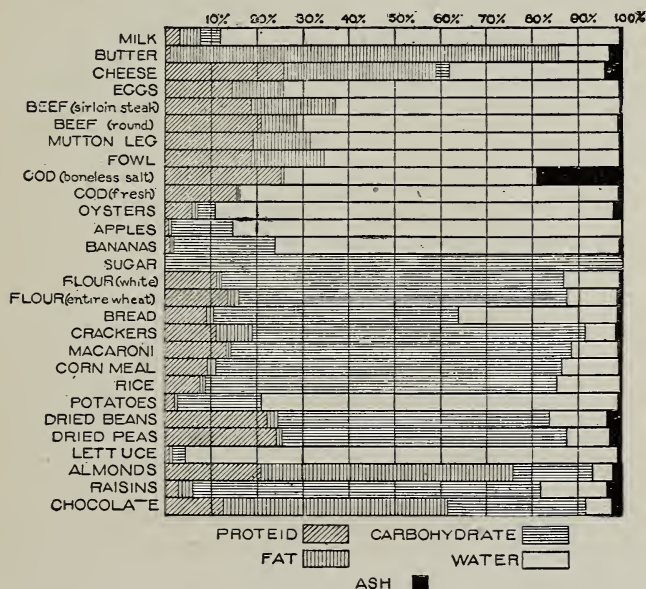 10% 20% 30% 40% 50% 60% 70% 80% 90% 100%
MILK
BUTTER
CHEESE
EGGS
BEEF (sirloin steak)
BEEF (round)
MUTTON LEG
FOWL
COD (boneless salt)
COD (fresh)
OYSTERS
APPLES
BANANAS
SUGAR
FLOUR (white)
FLOUR (entire wheat)
BREAD
CRACKERS
MACARONI
CORN MEAL
RICE
POTATOES
DRIED BEANS
DRIED PEAS
LETTUCE
ALMONDS
RAISINS
CHOCOLATE
PROTEID CARBOHYDRATE
FAT WATER
ASH